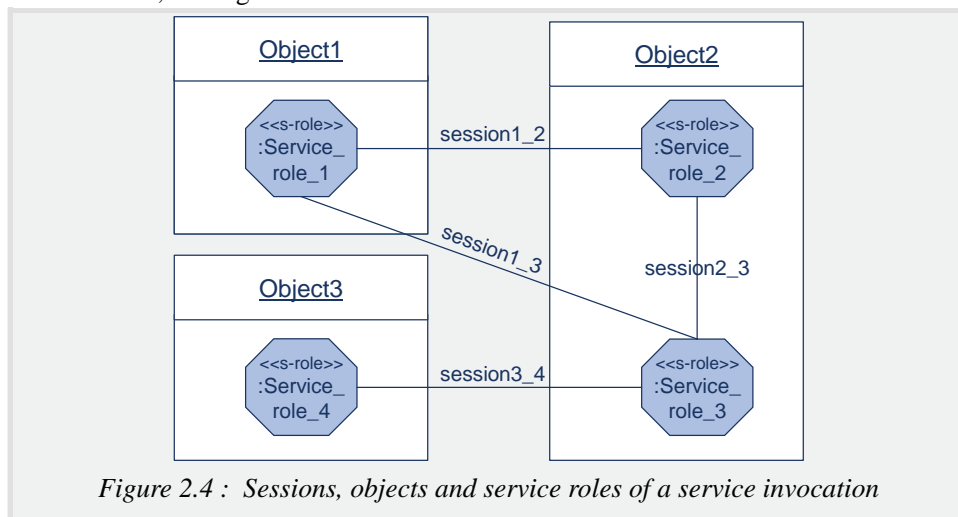 Object1
<<s-role>>
:Service_
role_1
session1_2
Object2
<<s-role>>
:Service_
role_2
session1_3
session2_3
Object3
<<s-role>>
:Service_
role_4
session3_4
<<s-role>>
:Service_
role_3
Figure 2.4 : Sessions, objects and service roles of a service invocation